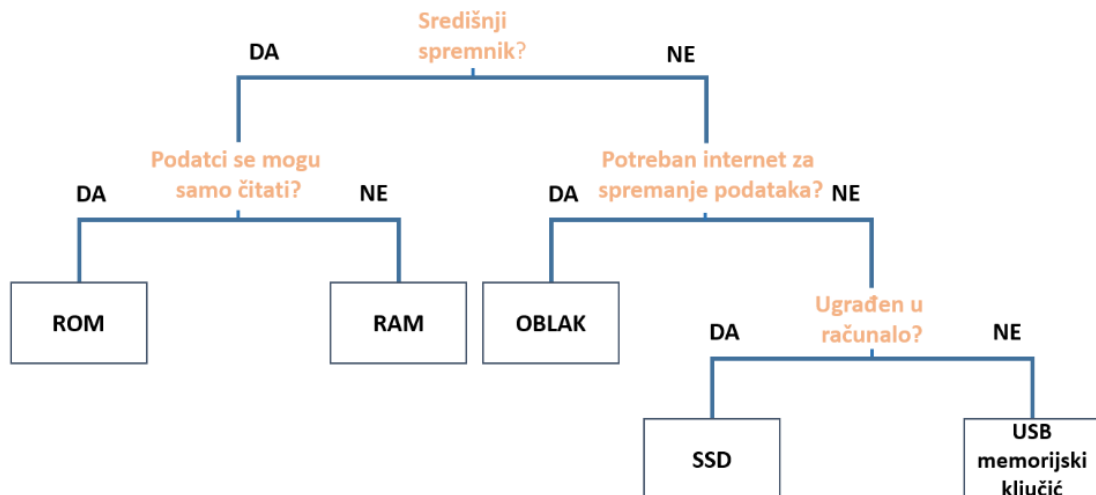 Središnji
spremnik?
DA
NE
Podatci se mogu
samo čitati?
DA
NE
Potreban internet za
spremanje podataka?
DA
NE
ROM
RAM
OBLAK
Ugrađen u
računalo?
DA
NE
SSD
USB
memorijski
ključić